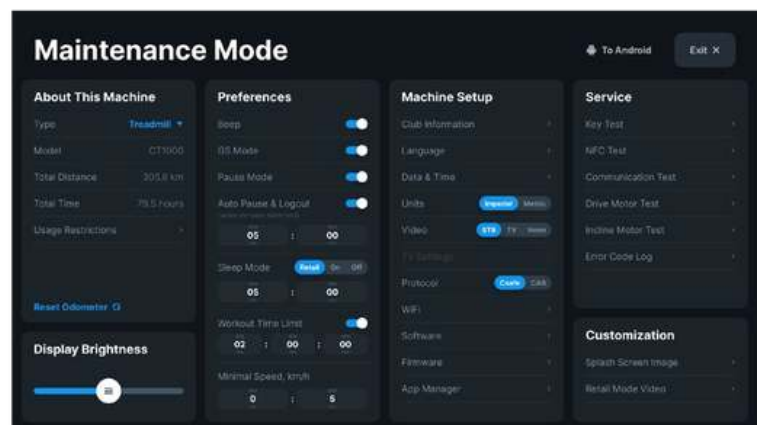 Maintenance Mode
To Android
Exit ×
About This Machine
Type Treadmill
Model CT1000
Total Distance 305.8 km
Total Time 79.5 hours
Usage Restrictions
Reset Odometer
Display Brightness
Preferences
Beep
GS Mode
Pause Mode
Auto Pause & Logout
05 : 00
Sleep Mode Retail On Off
05 : 00
Workout Time Limit
02 : 00 : 00
Minimal Speed, km/h
0 : 5
Machine Setup
Club Information
Language
Data & Time
Units Imperial Metric
Video STB TV
TV Settings
Protocol Csafe CAB
WiFi
Software
Firmware
App Manager
Service
Key Test
NFC Test
Communication Test
Drive Motor Test
Incline Motor Test
Error Code Log
Customization
Splash Screen Image
Retail Mode Video